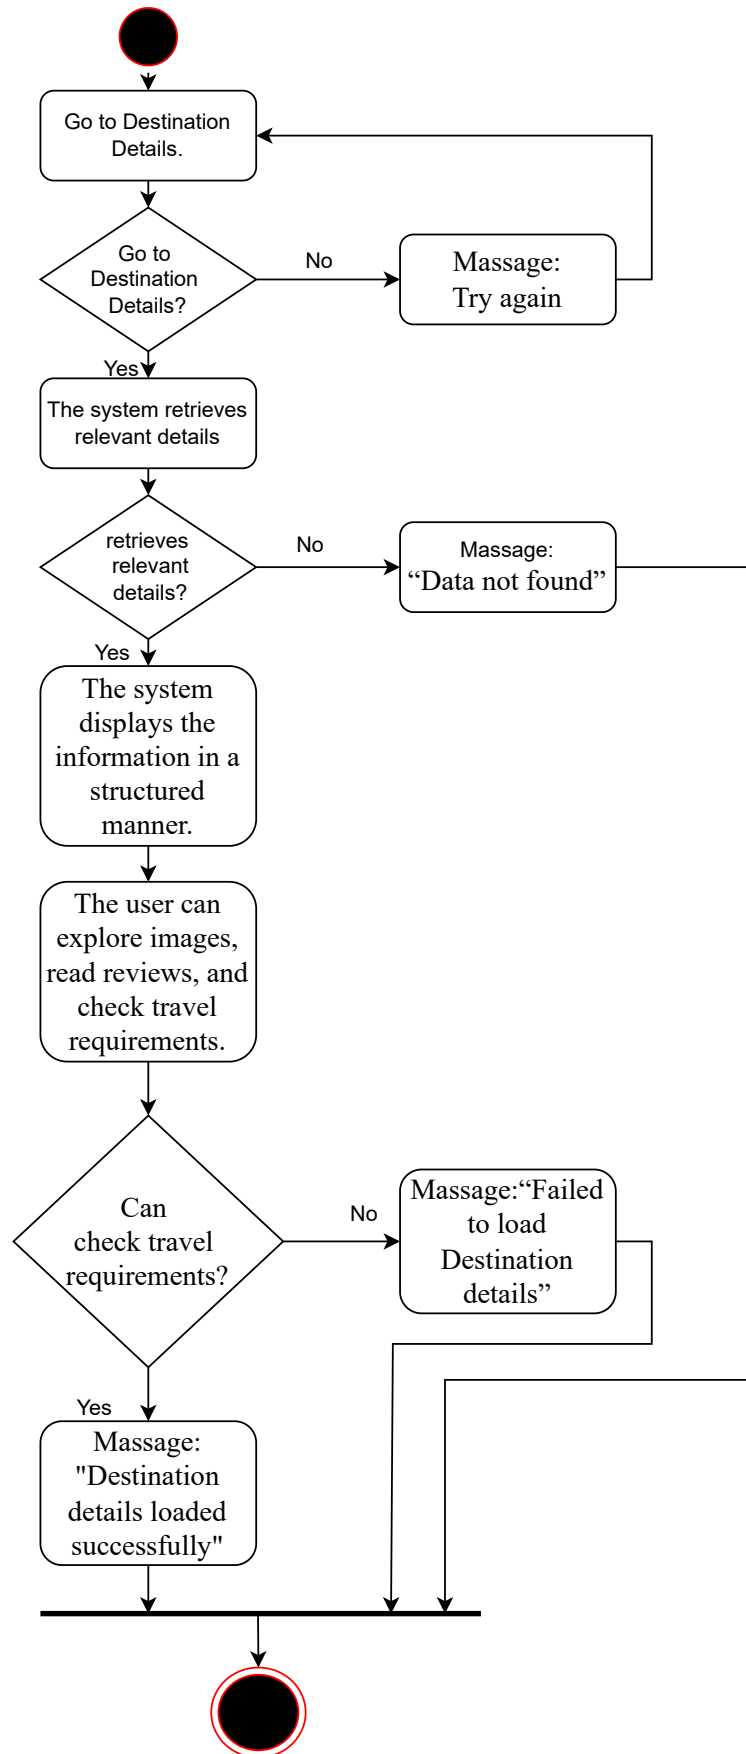 Go to Destination
Details.
Go to
Destination
Details?
No
Massage:
Try again
Yes
The system retrieves
relevant details
retrieves
relevant
details?
No
Massage:
“Data not found”
Yes
The system
displays the
information in a
structured
manner.
The user can
explore images,
read reviews, and
check travel
requirements.
Can
check travel
requirements?
No
Massage:“Failed
to load
Destination
details”
Yes
Massage:
"Destination
details loaded
successfully"